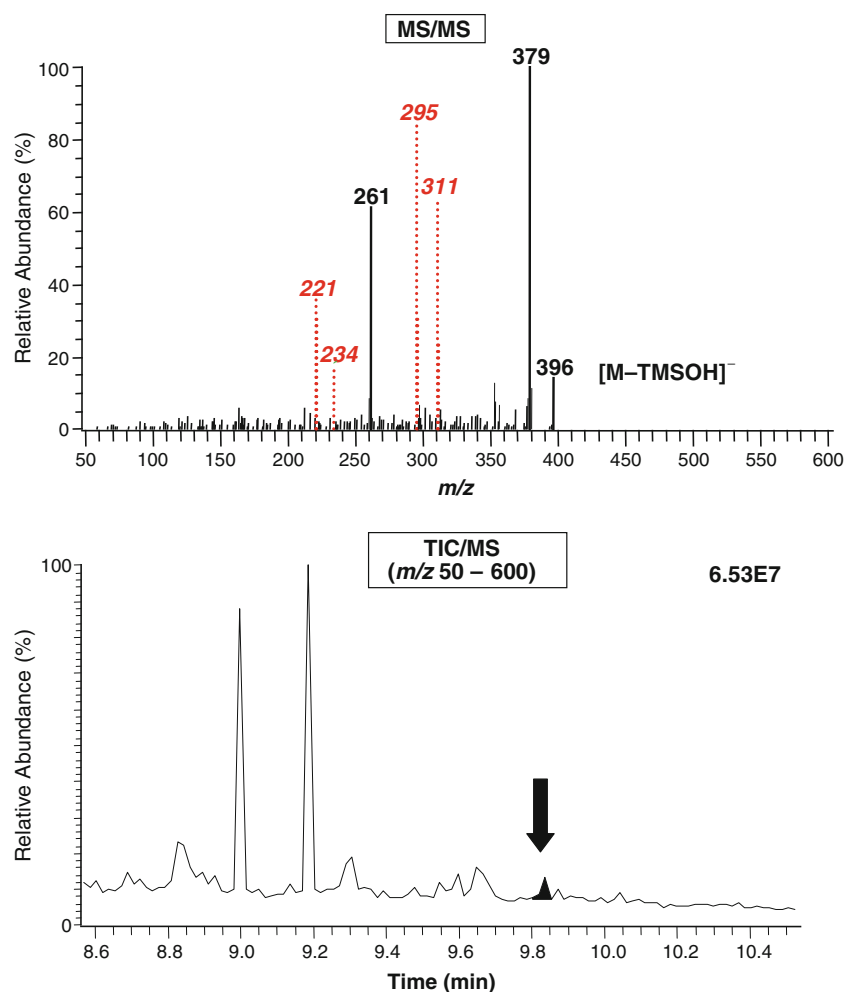 MS/MS
Relative Abundance (%)
100
80
60
40
20
0
379
295
311
261
221
234
396
[M–TMSOH]⁻
50 100 150 200 250 300 350 400 450 500 550 600
m/z
TIC/MS
(m/z 50 – 600)
6.53E7
Relative Abundance (%)
100
0
8.6 8.8 9.0 9.2 9.4 9.6 9.8 10.0 10.2 10.4
Time (min)